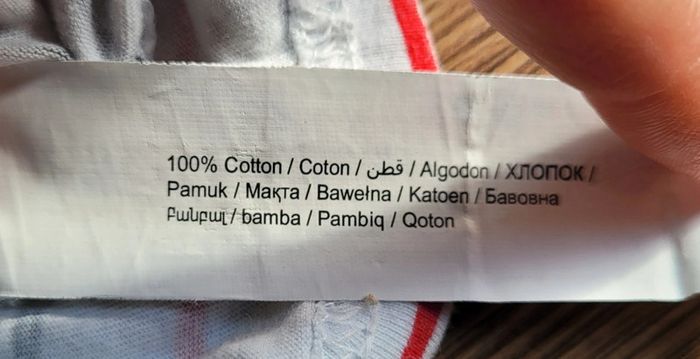 100% Cotton / Coton / قطن / Algodon / ХЛОПОК /
Pamuk / Мақта / Bawełna / Katoen / Бавовна
Բամբակ / bamba / Pambiq / Qoton